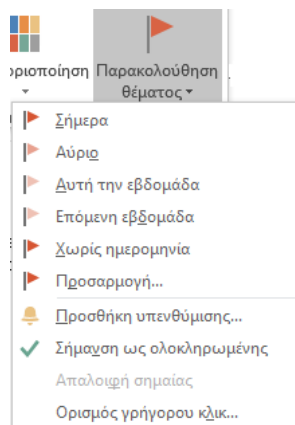 Παρακολούθηση
θέματος
Σήμερα
Αύριο
Αυτή την εβδομάδα
Επόμενη εβδομάδα
Χωρίς ημερομηνία
Προσαρμογή...
Προσθήκη υπενθύμισης...
Σήμανση ως ολοκληρωμένης
Απαλοιφή σημαίας
Ορισμός γρήγορου κλικ...